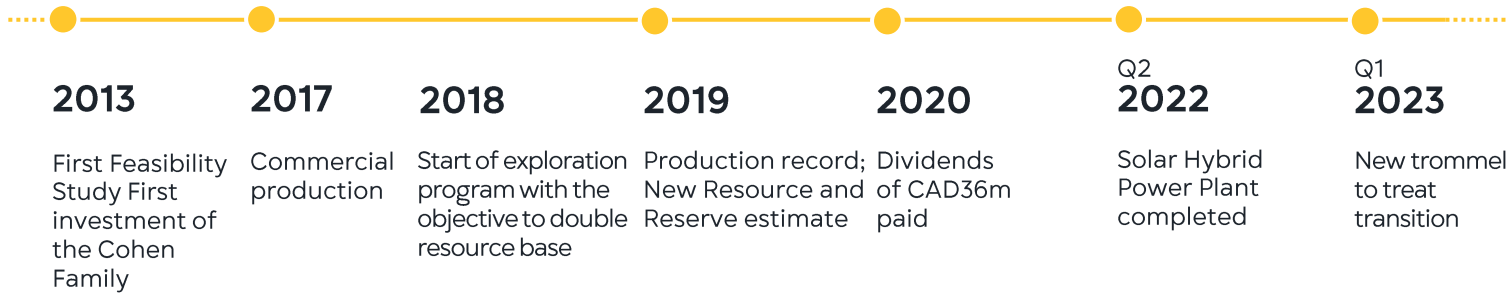 2013
First Feasibility
Study First
investment of
the Cohen
Family
2017
Commercial
production
2018
Start of exploration
program with the
objective to double
resource base
2019
Production record;
New Resource and
Reserve estimate
2020
Dividends
of CAD36m
paid
Q2
2022
Solar Hybrid
Power Plant
completed
Q1
2023
New trommel
to treat
transition